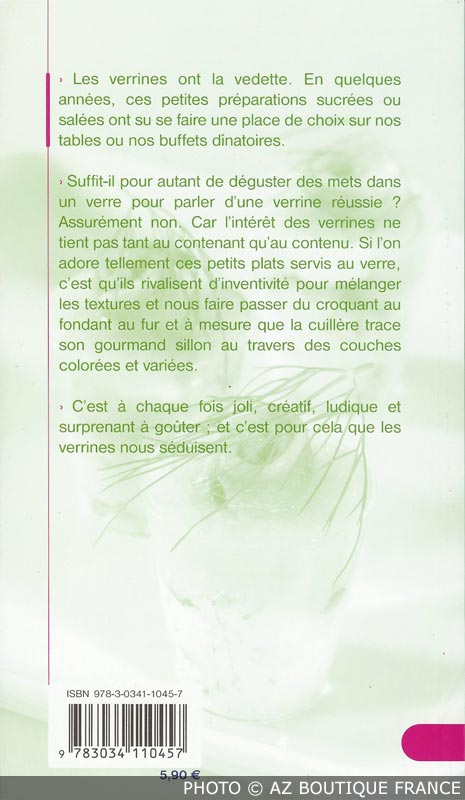 › Les verrines ont la vedette. En quelques
années, ces petites préparations sucrées ou
salées ont su se faire une place de choix sur nos
tables ou nos buffets dînatoires.
› Suffit-il pour autant de déguster des mets dans
un verre pour parler d'une verrine réussie ?
Assurément non. Car l'intérêt des verrines ne
tient pas tant au contenant qu'au contenu. Si l'on
adore tellement ces petits plats servis au verre,
c'est qu'ils rivalisent d'inventivité pour mélanger
les textures et nous faire passer du croquant au
fondant au fur et à mesure que la cuillère trace
son gourmand sillon au travers des couches
colorées et variées.
› C'est à chaque fois joli, créatif, ludique et
surprenant à goûter ; et c'est pour cela que les
verrines nous séduisent.
ISBN 978-3-0341-1045-7
9 783034 110457
5,90 €
PHOTO © AZ BOUTIQUE FRANCE